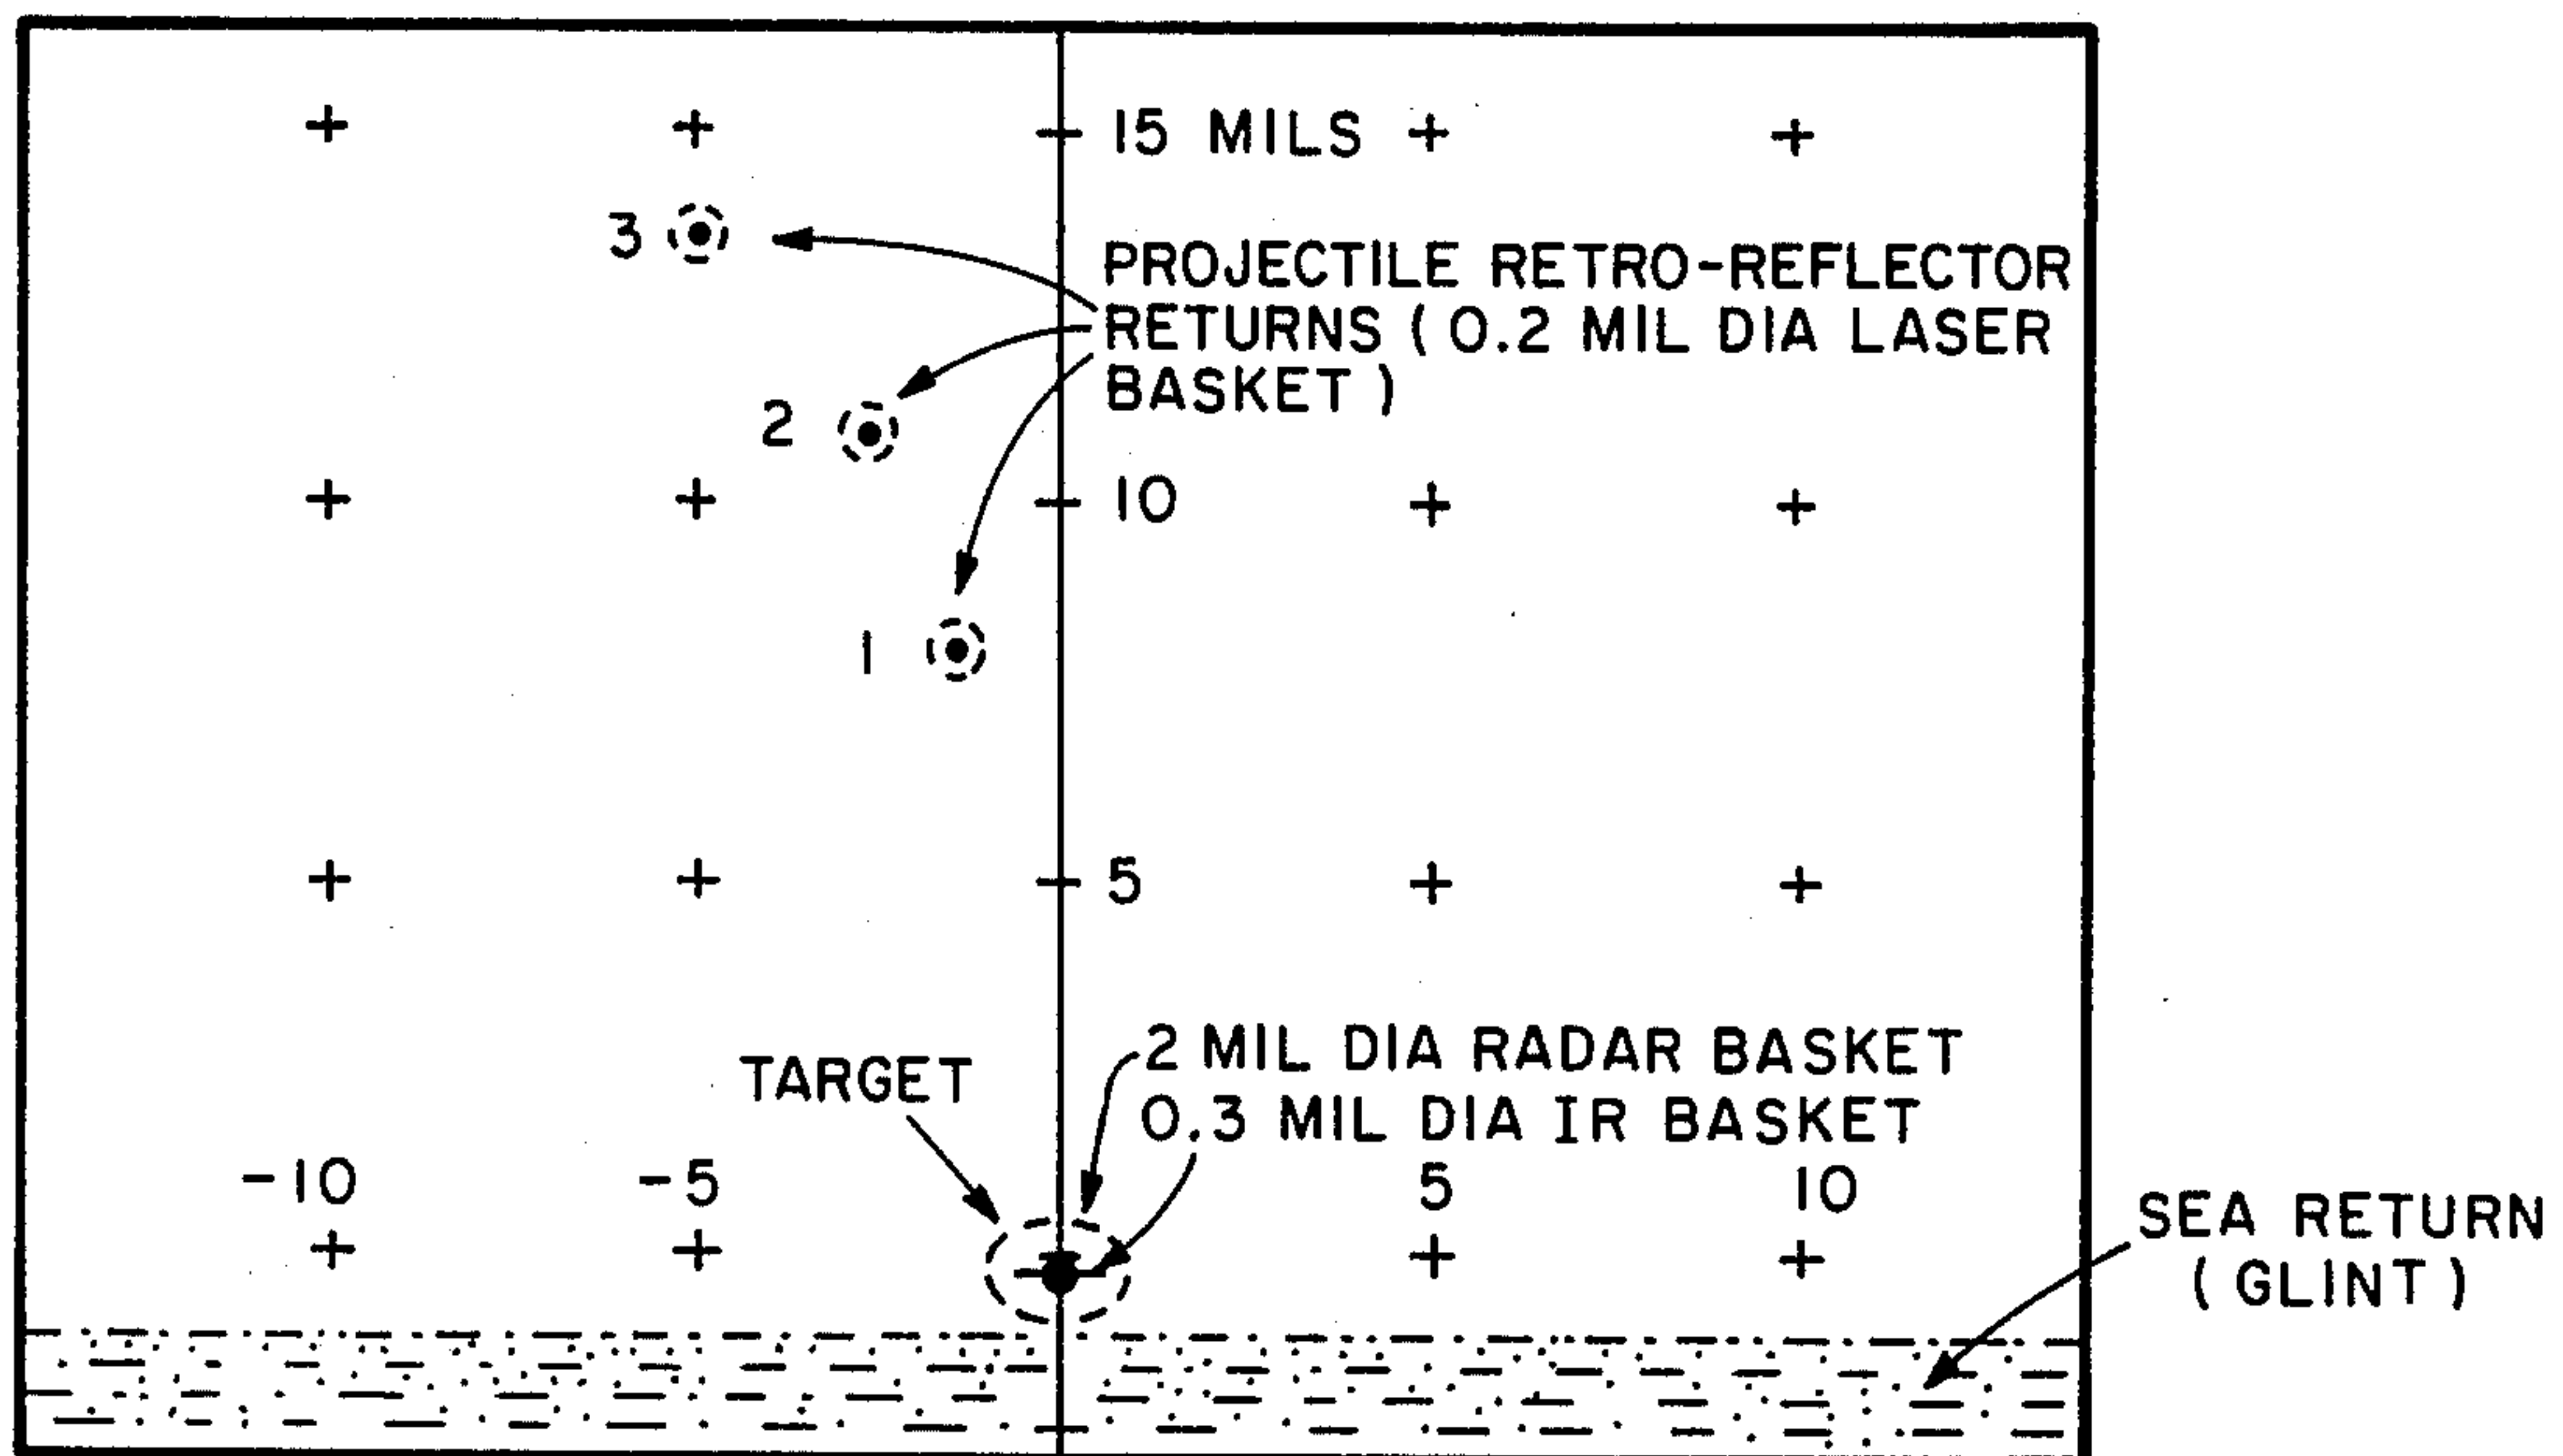 15 MILS
3
PROJECTILE RETRO-REFLECTOR
RETURNS ( 0.2 MIL DIA LASER
BASKET )
2
10
1
5
2 MIL DIA RADAR BASKET
TARGET
0.3 MIL DIA IR BASKET
-10
-5
5
10
SEA RETURN
( GLINT )